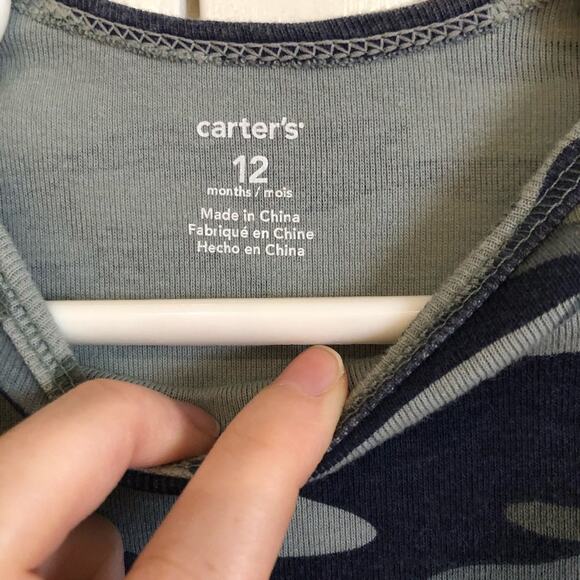 carter's
12
months / mois
Made in China
Fabriqué en Chine
Hecho en China